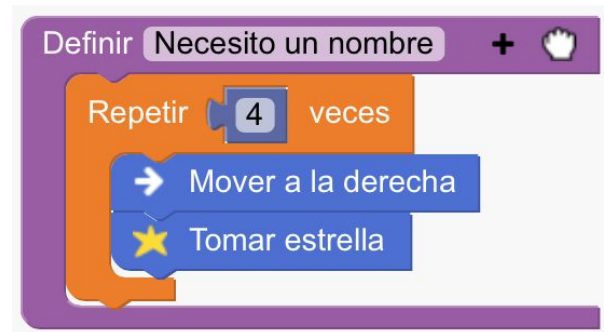 Definir Necesito un nombre +
Repetir 4 veces
Mover a la derecha
Tomar estrella